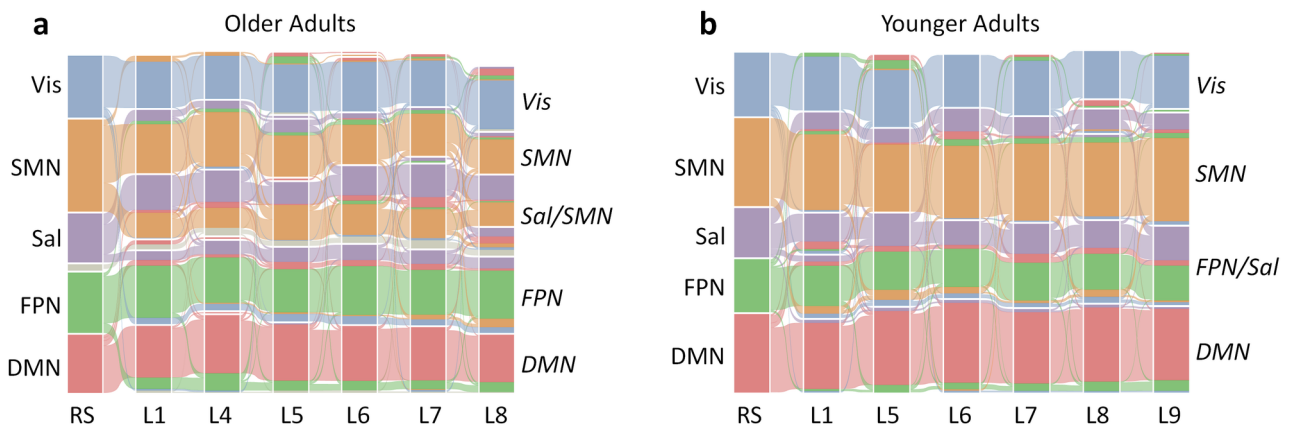 a Older Adults
Vis
SMN
Sal
FPN
DMN
Vis
SMN
Sal/SMN
FPN
DMN
RS L1 L4 L5 L6 L7 L8
b Younger Adults
Vis
SMN
Sal
FPN
DMN
Vis
SMN
FPN/Sal
DMN
RS L1 L5 L6 L7 L8 L9